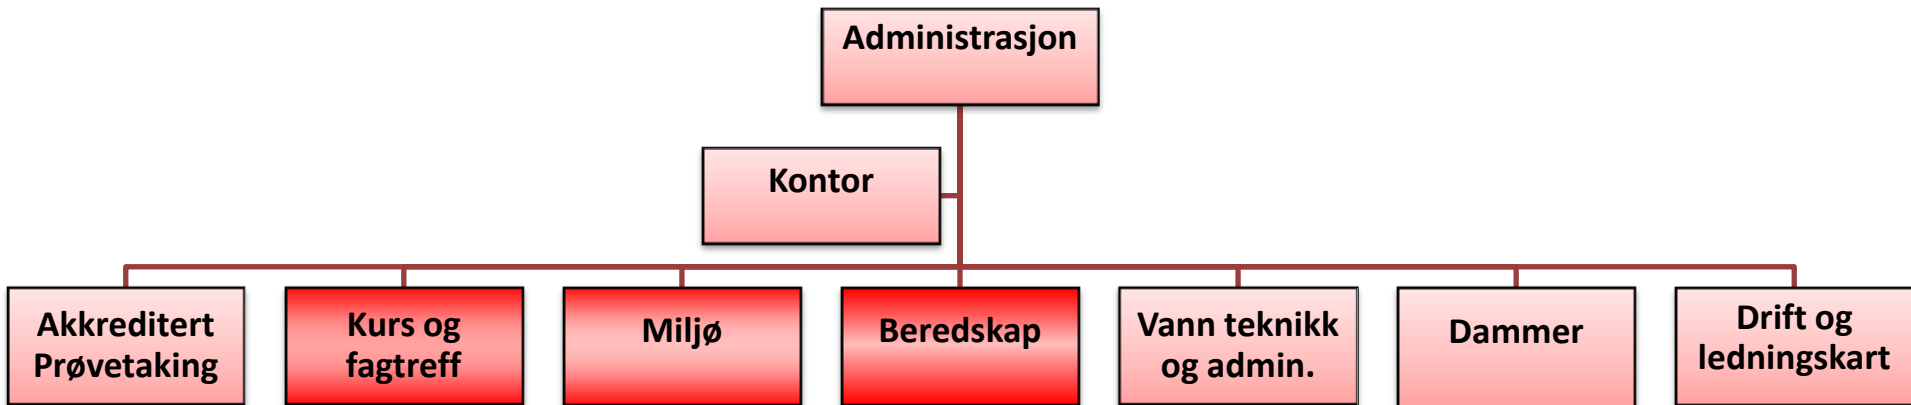 Administrasjon
Kontor
Akkreditert
Prøvetaking
Kurs og
fagtreff
Miljø
Beredskap
Vann teknikk
og admin.
Dammer
Drift og
ledningskart